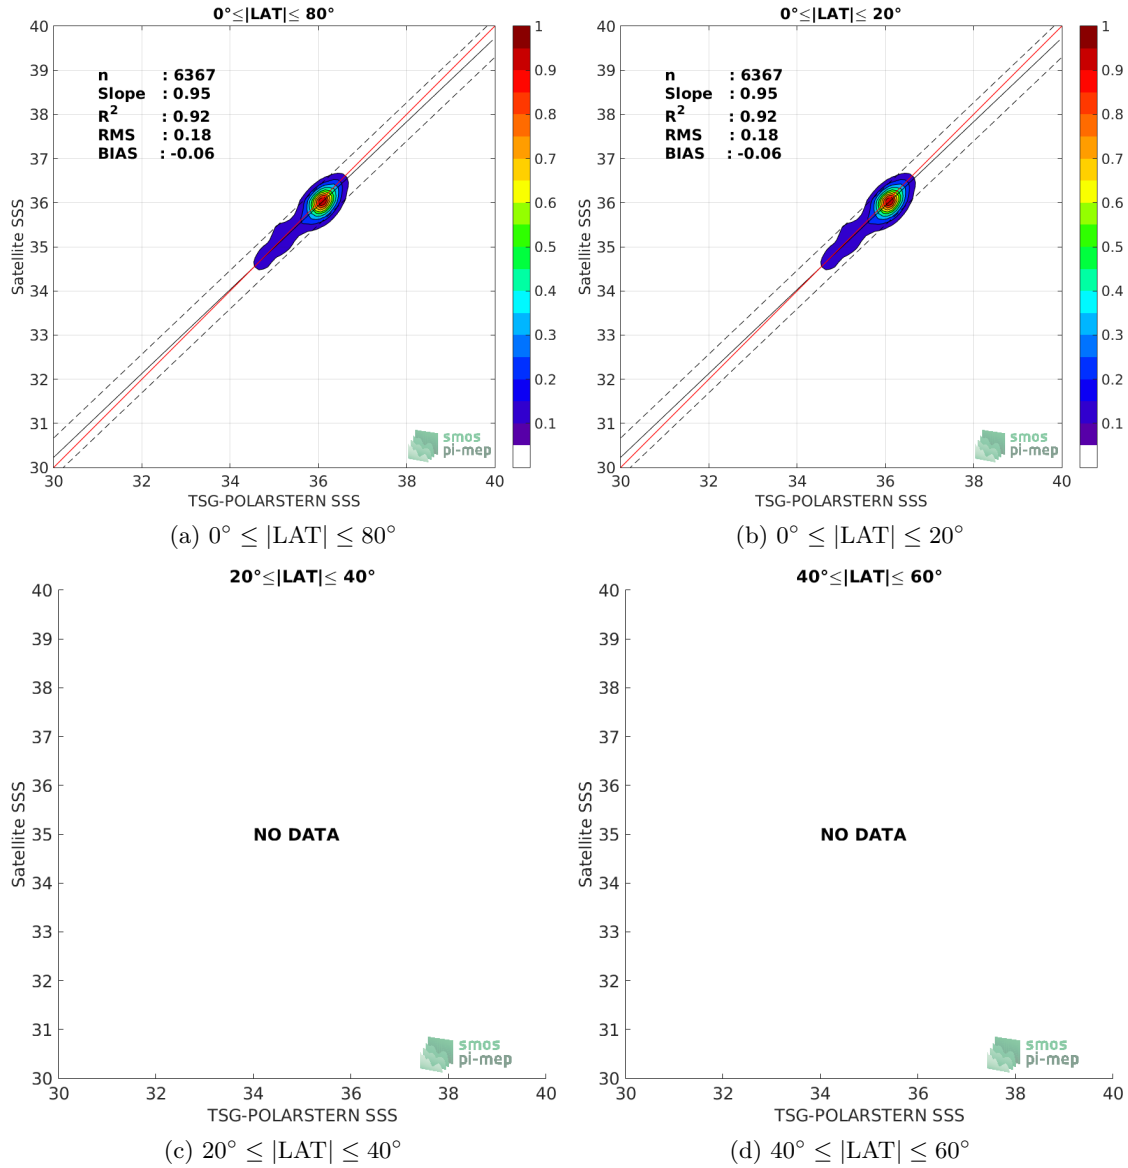 0°≤|LAT|≤ 80°
40
39
38
37
36
35
34
33
32
31
30
Satellite SSS
n : 6367
Slope : 0.95
R² : 0.92
RMS : 0.18
BIAS : -0.06
smos
pi-mep
30 32 34 36 38 40
TSG-POLARSTERN SSS
1
0.9
0.8
0.7
0.6
0.5
0.4
0.3
0.2
0.1
(a) 0° ≤ |LAT| ≤ 80°
0°≤|LAT|≤ 20°
40
39
38
37
36
35
34
33
32
31
30
Satellite SSS
n : 6367
Slope : 0.95
R² : 0.92
RMS : 0.18
BIAS : -0.06
smos
pi-mep
30 32 34 36 38 40
TSG-POLARSTERN SSS
1
0.9
0.8
0.7
0.6
0.5
0.4
0.3
0.2
0.1
(b) 0° ≤ |LAT| ≤ 20°
20°≤|LAT|≤ 40°
40
39
38
37
36
35
34
33
32
31
30
Satellite SSS
NO DATA
smos
pi-mep
30 32 34 36 38 40
TSG-POLARSTERN SSS
(c) 20° ≤ |LAT| ≤ 40°
40°≤|LAT|≤ 60°
40
39
38
37
36
35
34
33
32
31
30
Satellite SSS
NO DATA
smos
pi-mep
30 32 34 36 38 40
TSG-POLARSTERN SSS
(d) 40° ≤ |LAT| ≤ 60°